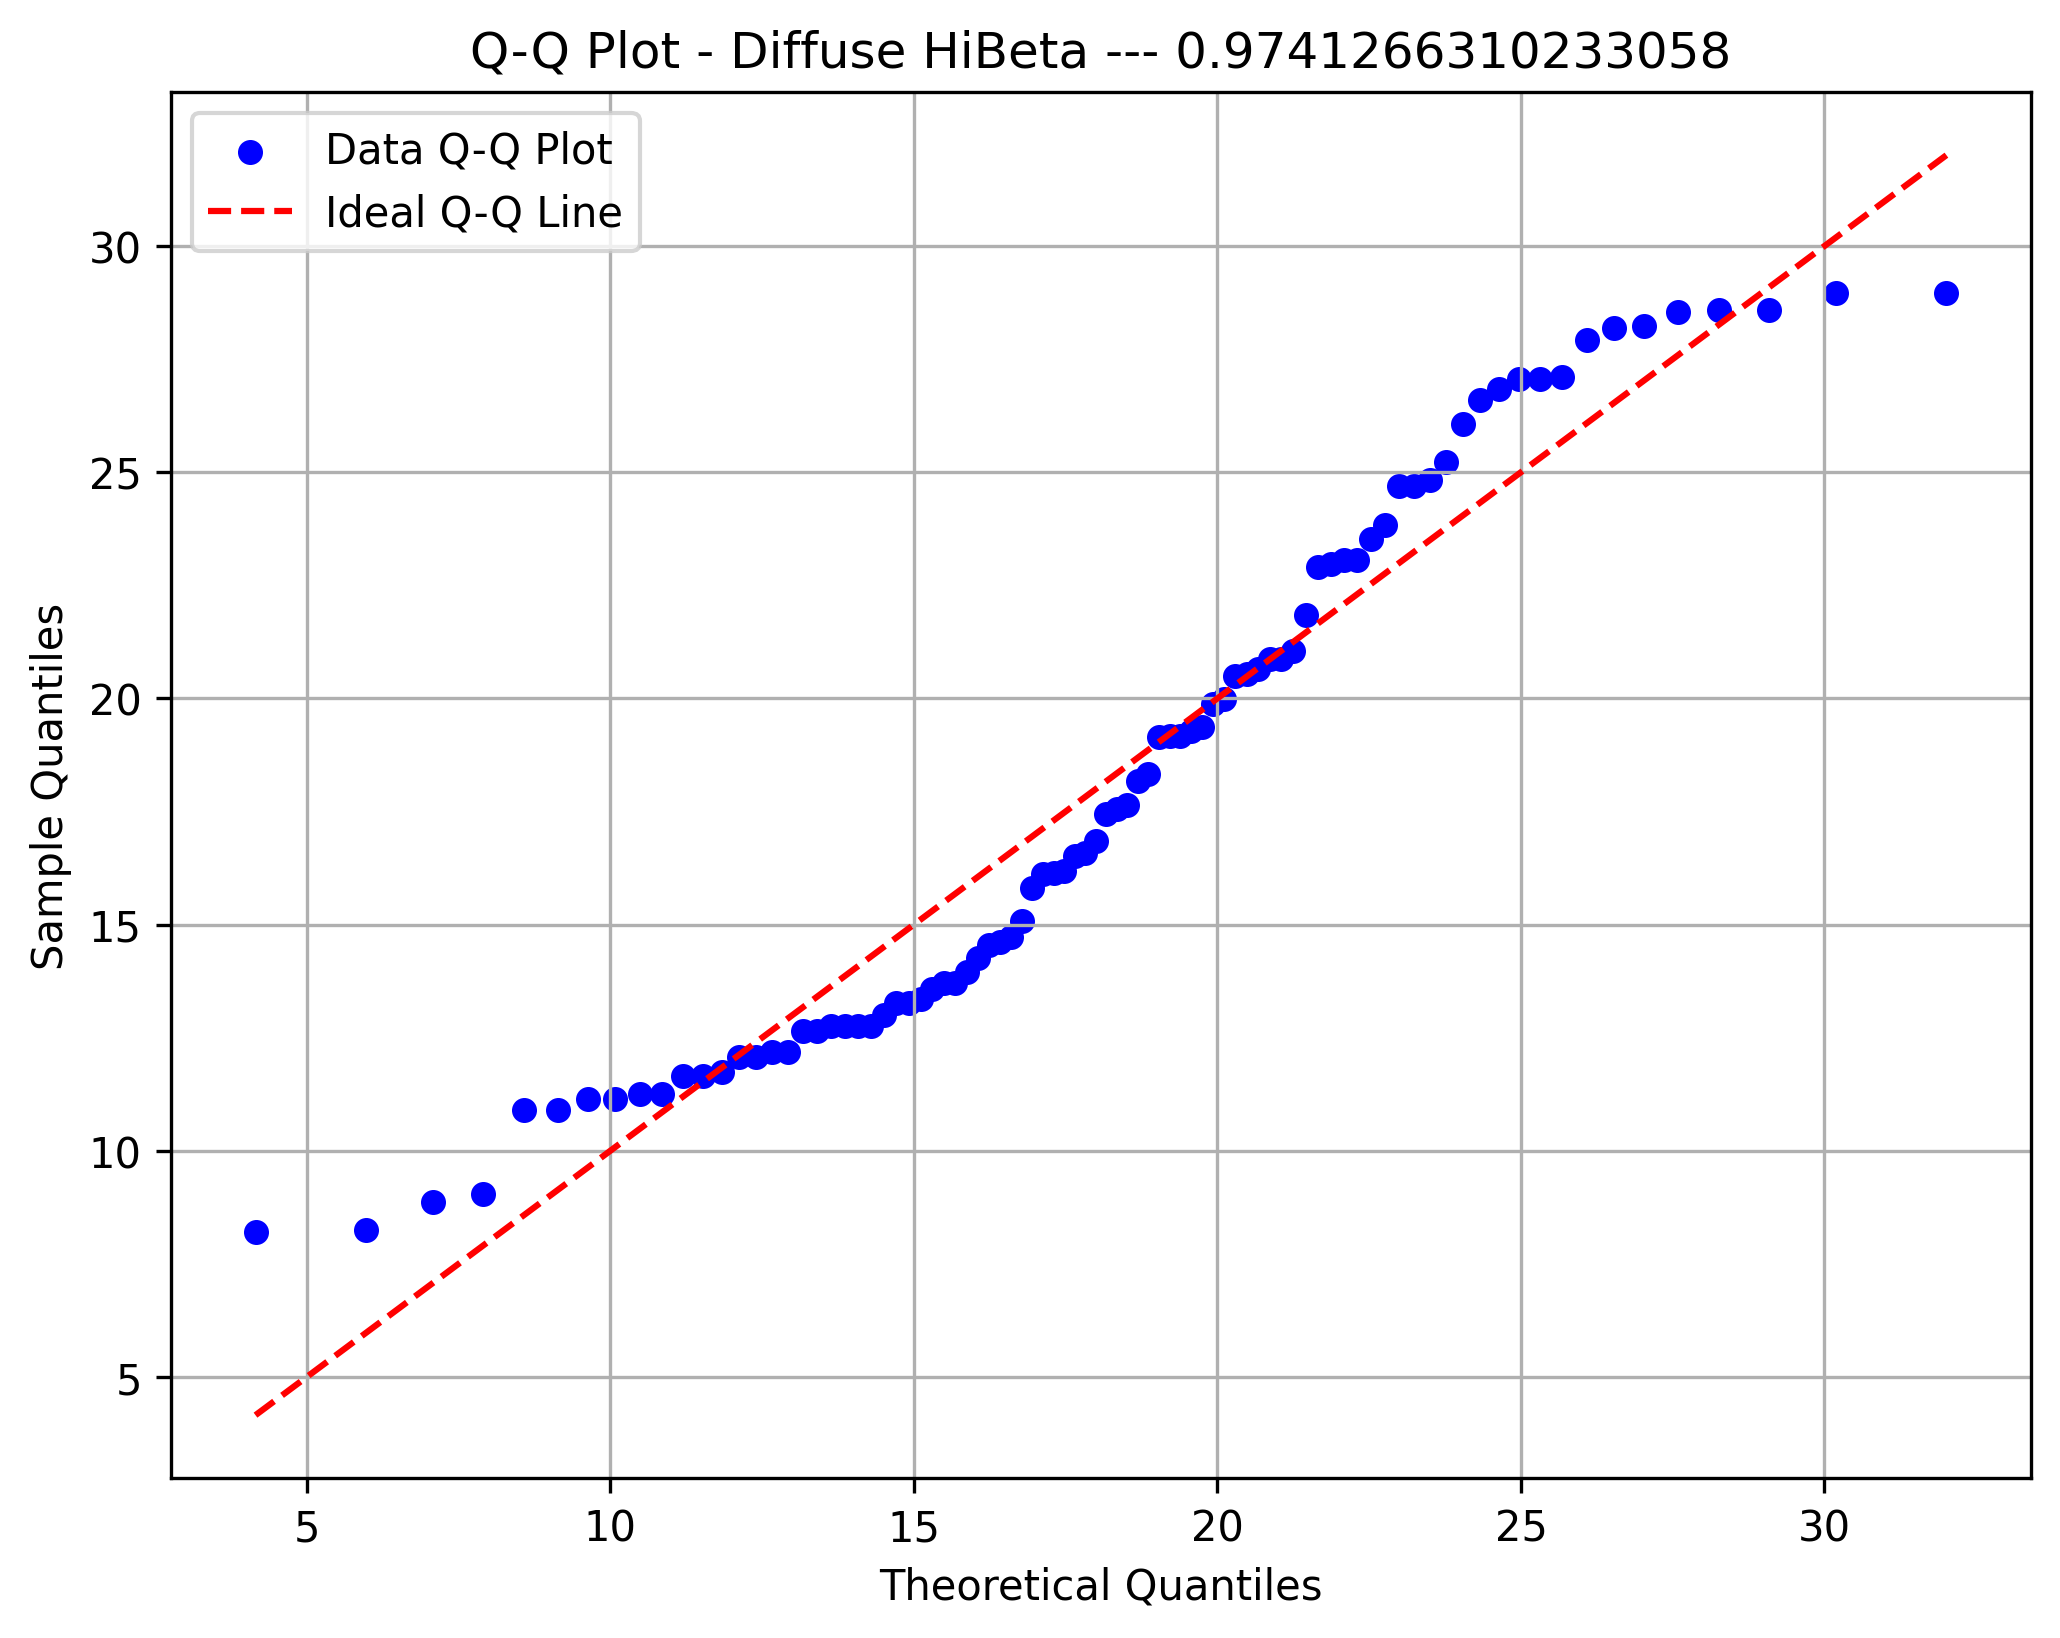 Q-Q Plot - Diffuse HiBeta --- 0.9741266310233058
Data Q-Q Plot
Ideal Q-Q Line
30
25
20
15
10
5
Sample Quantiles
5
10
15
20
25
30
Theoretical Quantiles